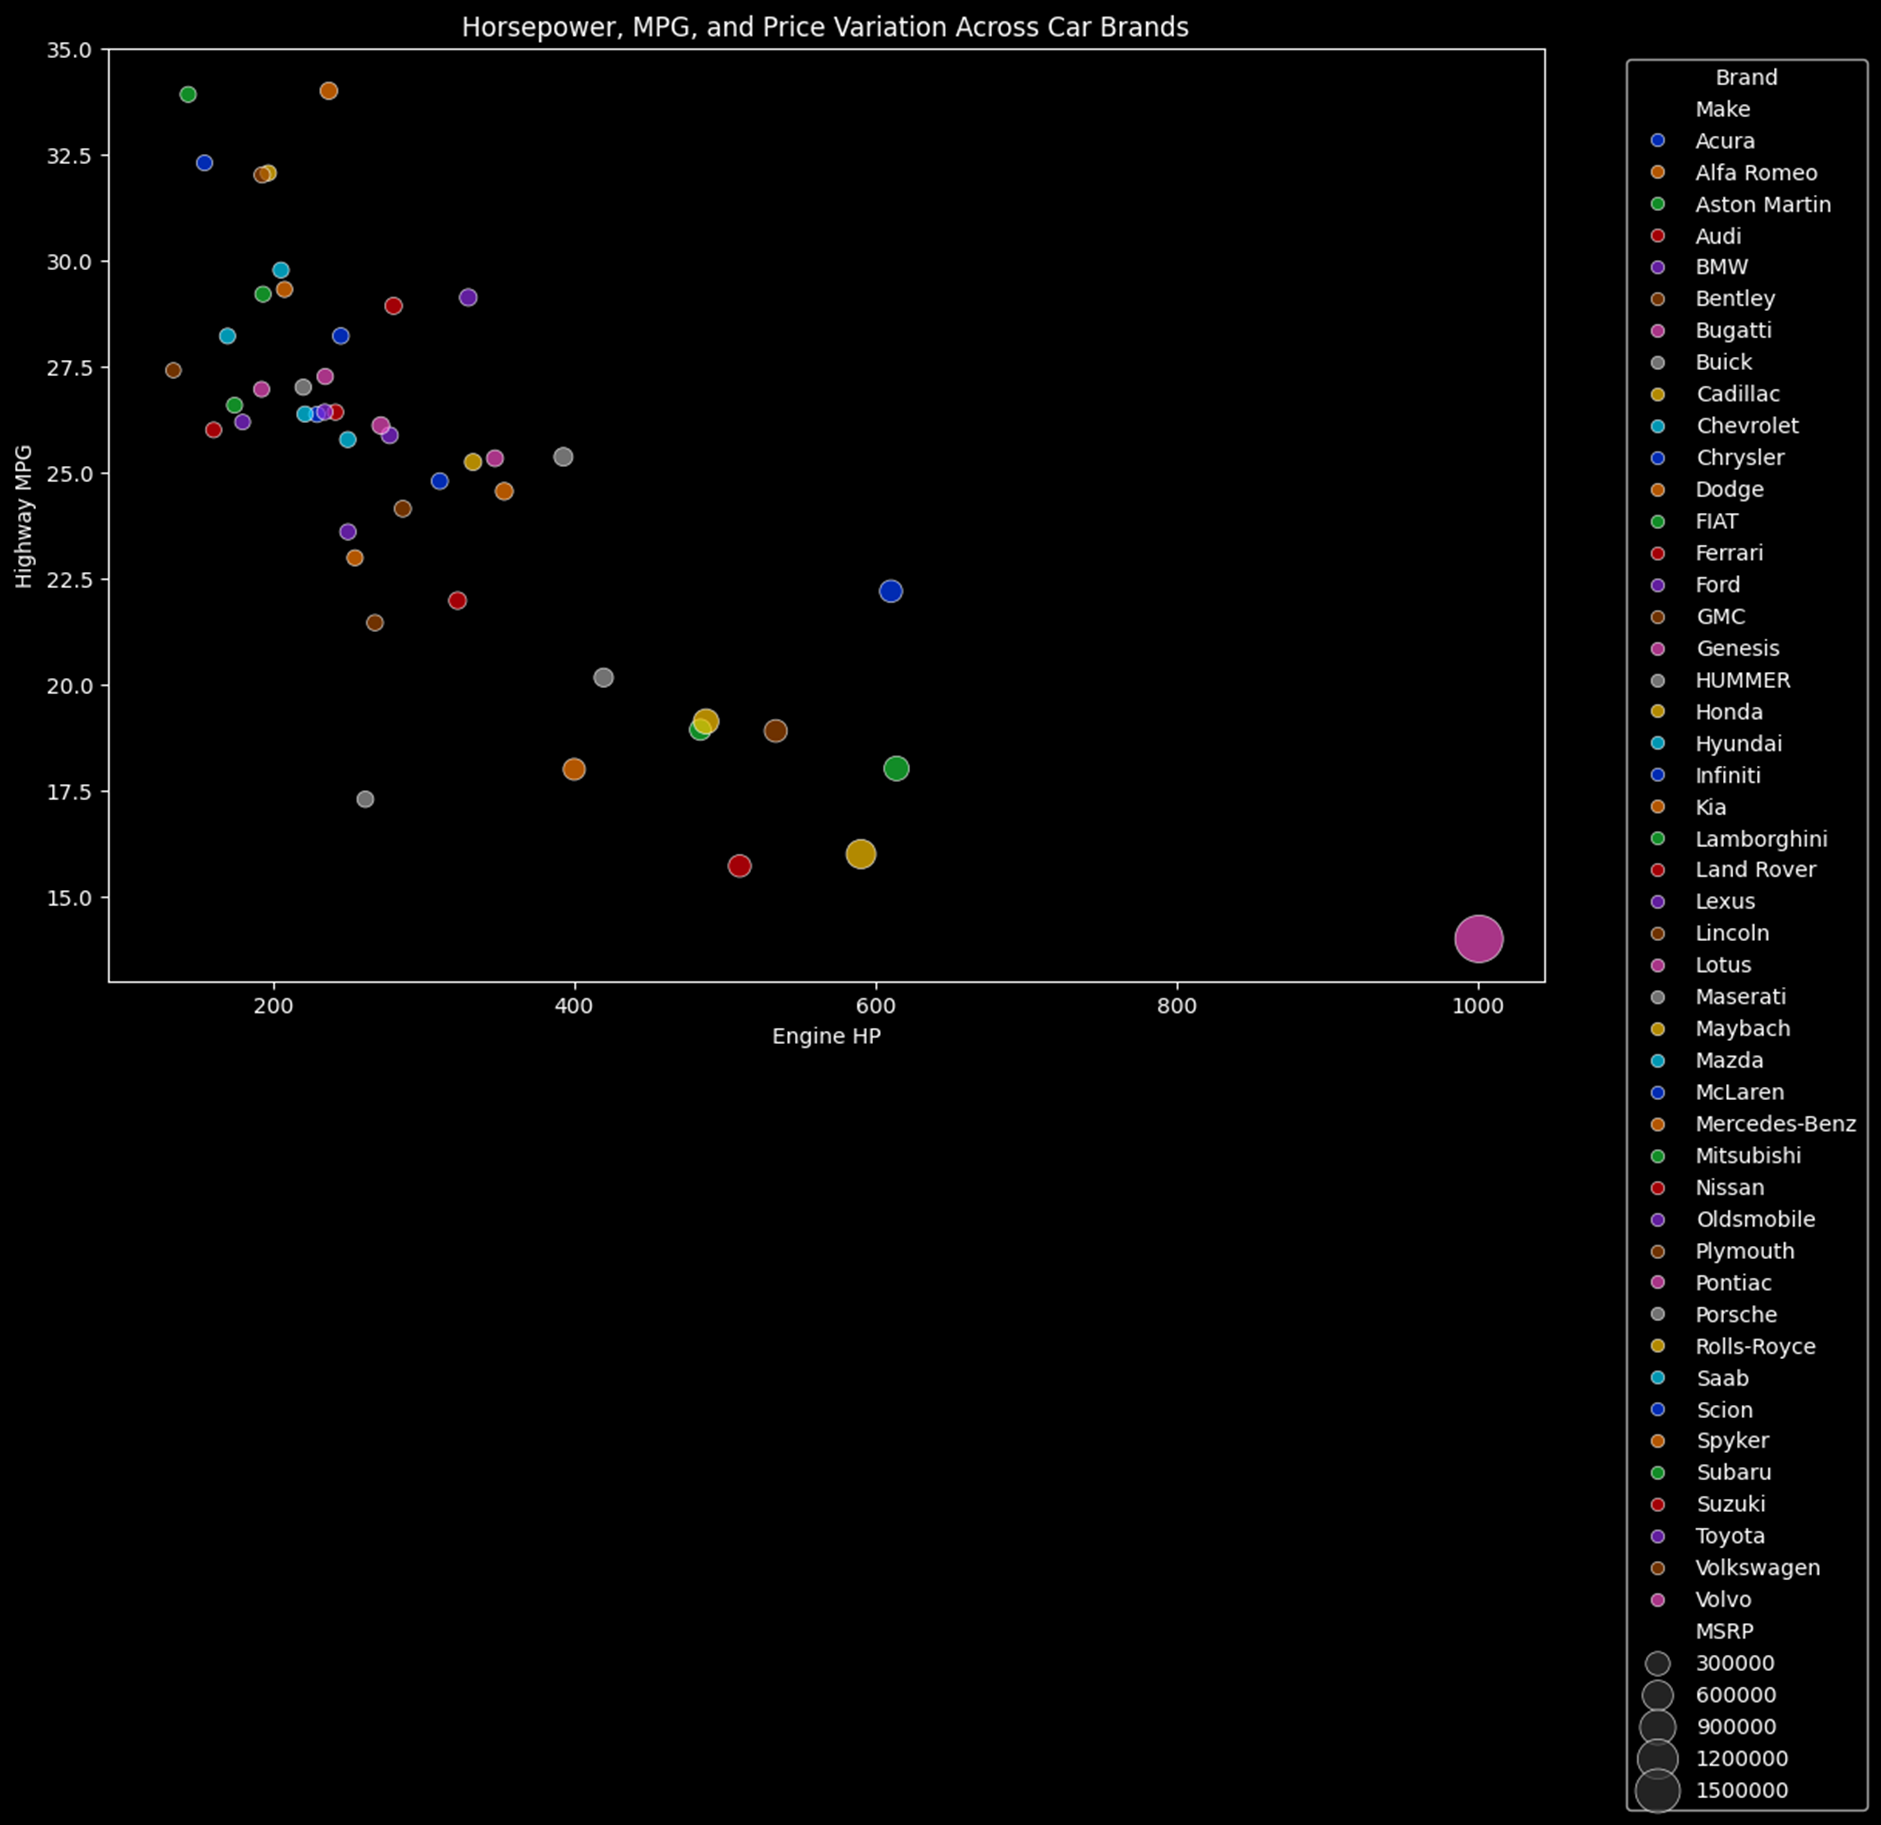 Horsepower, MPG, and Price Variation Across Car Brands
35.0
32.5
30.0
27.5
25.0
22.5
20.0
17.5
15.0
Highway MPG
200 400 600 800 1000
Engine HP
Brand
Make
Acura
Alfa Romeo
Aston Martin
Audi
BMW
Bentley
Bugatti
Buick
Cadillac
Chevrolet
Chrysler
Dodge
FIAT
Ferrari
Ford
GMC
Genesis
HUMMER
Honda
Hyundai
Infiniti
Kia
Lamborghini
Land Rover
Lexus
Lincoln
Lotus
Maserati
Maybach
Mazda
McLaren
Mercedes-Benz
Mitsubishi
Nissan
Oldsmobile
Plymouth
Pontiac
Porsche
Rolls-Royce
Saab
Scion
Spyker
Subaru
Suzuki
Toyota
Volkswagen
Volvo
MSRP
300000
600000
900000
1200000
1500000